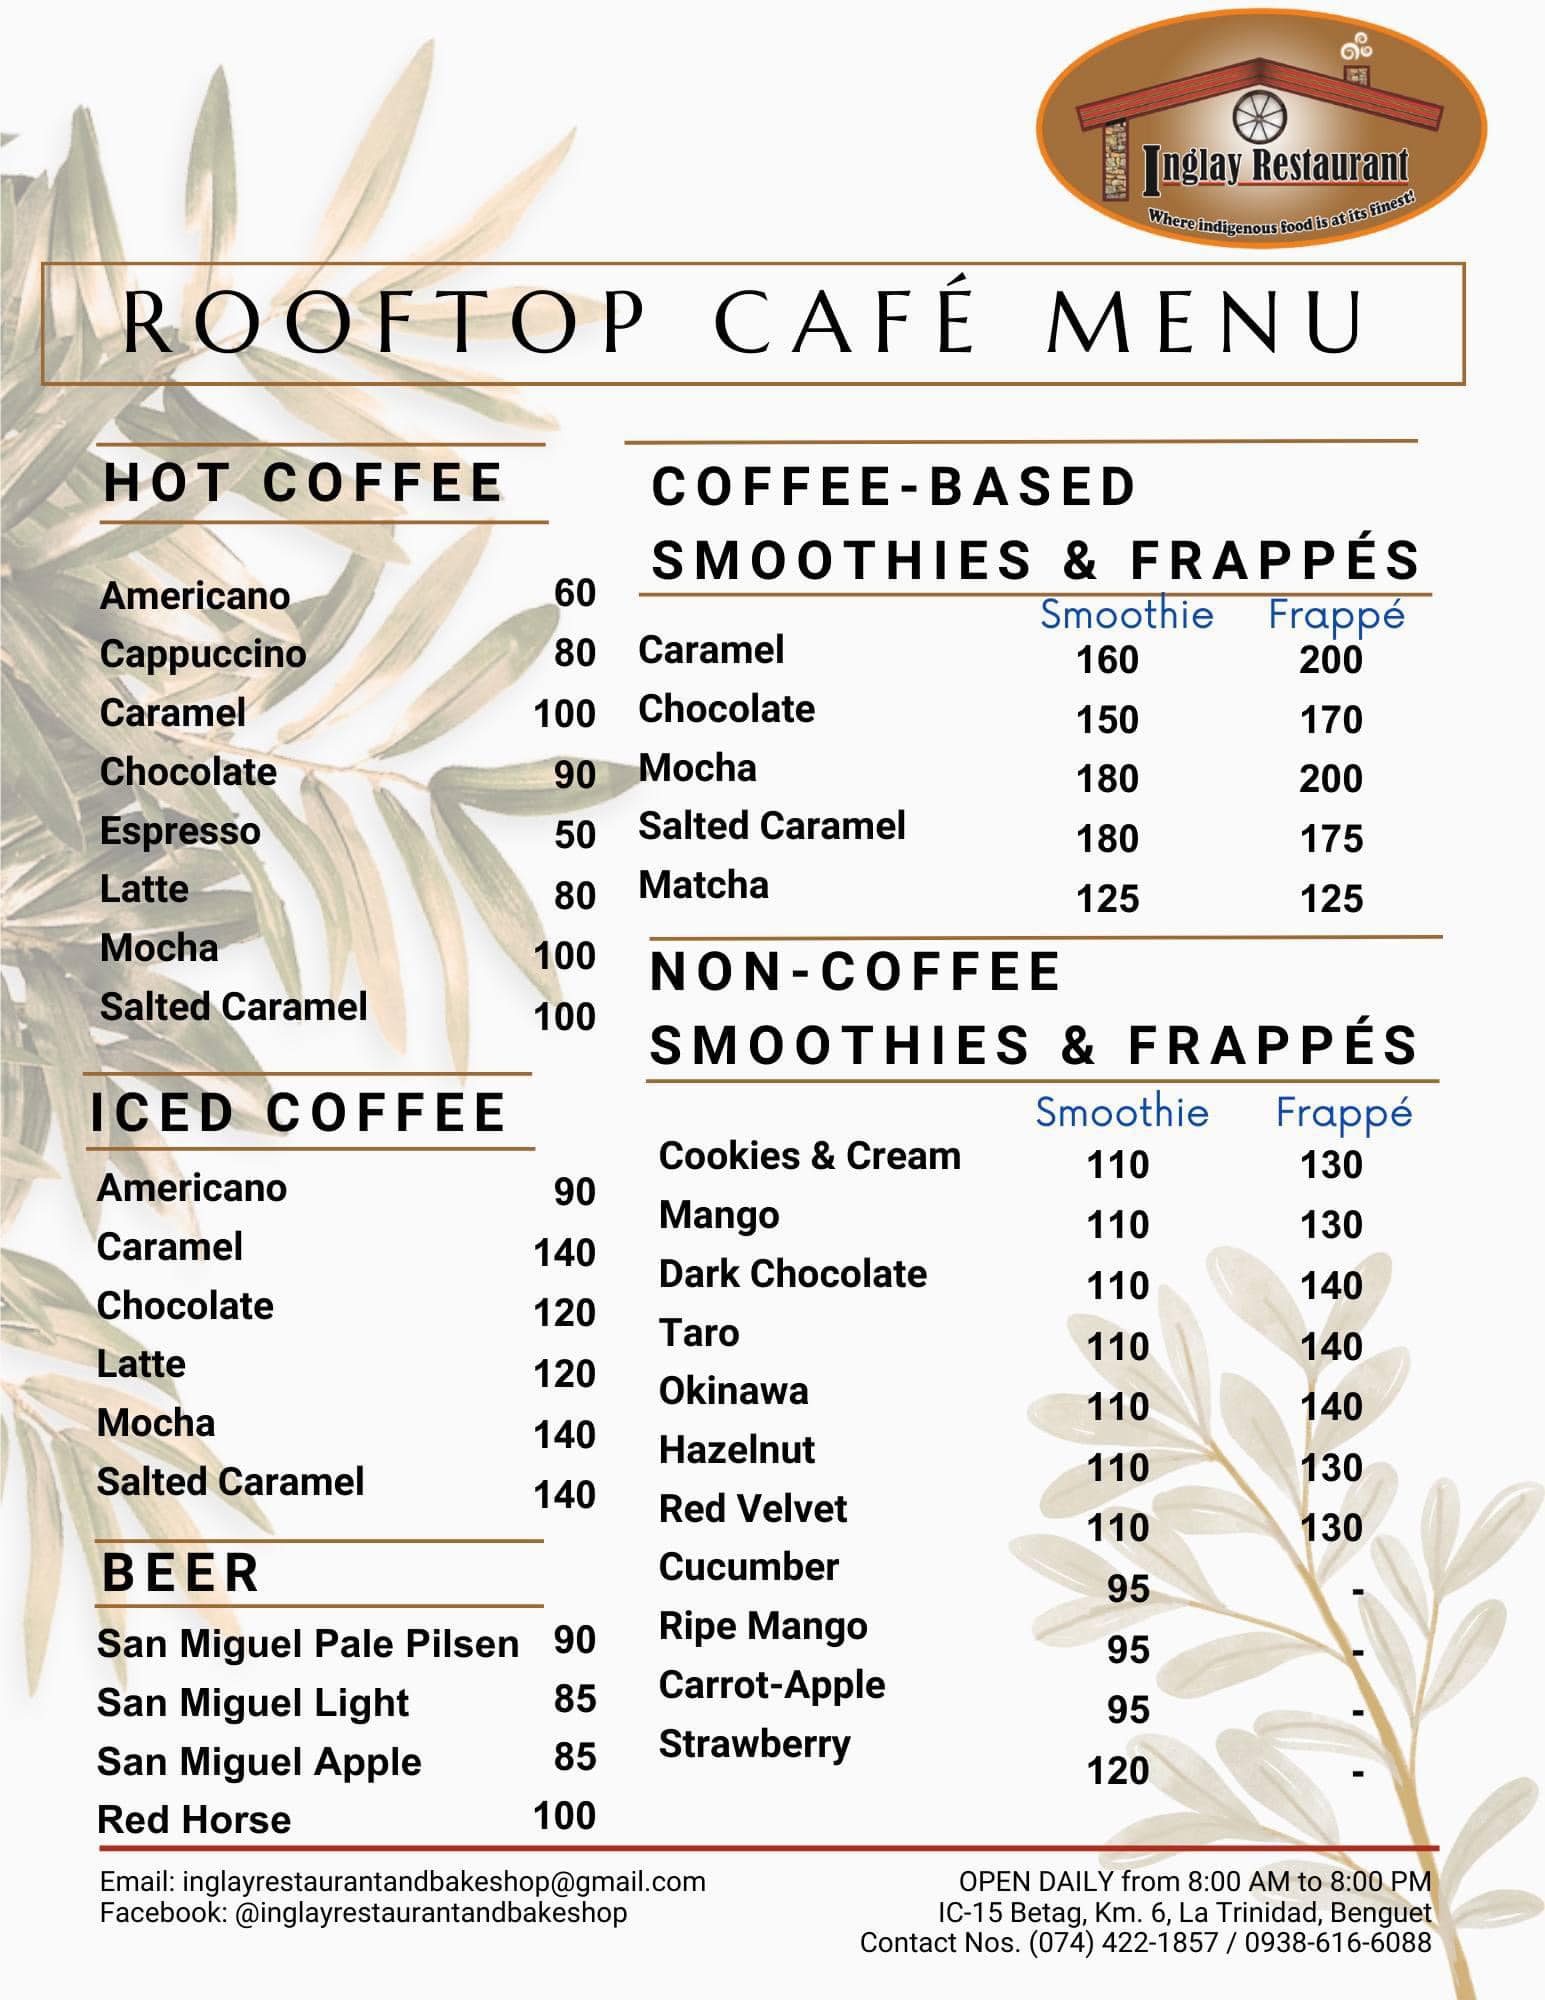 Inglay Restaurant
Where indigenous food is at its finest!
ROOFTOP CAFÉ MENU
HOT COFFEE
Americano 60
Cappuccino 80
Caramel 100
Chocolate 90
Espresso 50
Latte 80
Mocha 100
Salted Caramel 100
ICED COFFEE
Americano 90
Caramel 140
Chocolate 120
Latte 120
Mocha 140
Salted Caramel 140
BEER
San Miguel Pale Pilsen 90
San Miguel Light 85
San Miguel Apple 85
Red Horse 100
COFFEE-BASED
SMOOTHIES & FRAPPÉS
Smoothie Frappé
Caramel 160 200
Chocolate 150 170
Mocha 180 200
Salted Caramel 180 175
Matcha 125 125
NON-COFFEE
SMOOTHIES & FRAPPÉS
Smoothie Frappé
Cookies & Cream 110 130
Mango 110 130
Dark Chocolate 110 140
Taro 110 140
Okinawa 110 140
Hazelnut 110 130
Red Velvet 110 130
Cucumber 95 -
Ripe Mango 95 -
Carrot-Apple 95 -
Strawberry 120 -
Email: inglayrestaurantandbakeshop@gmail.com
Facebook: @inglayrestaurantandbakeshop
OPEN DAILY from 8:00 AM to 8:00 PM
IC-15 Betag, Km. 6, La Trinidad, Benguet
Contact Nos. (074) 422-1857 / 0938-616-6088